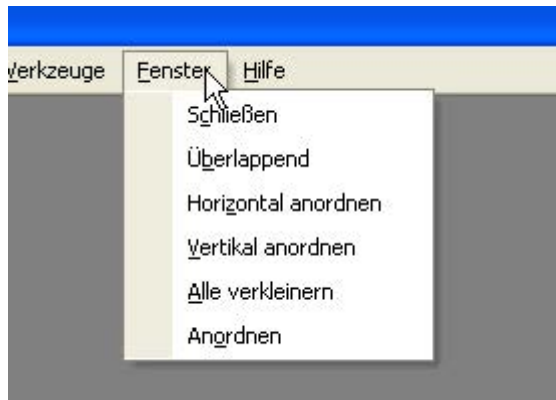 Werkzeuge Fenster Hilfe
Schließen
Überlappend
Horizontal anordnen
Vertikal anordnen
Alle verkleinern
Anordnen